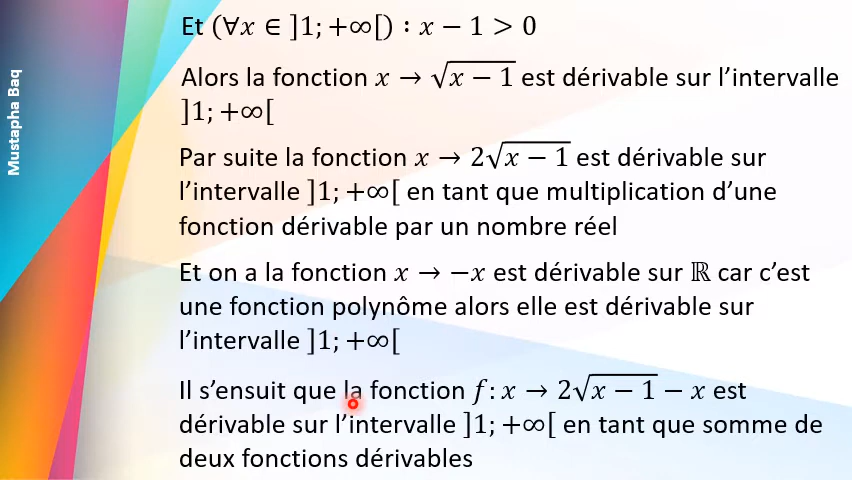 Mustapha Baq
Et (∀x ∈ ]1; +∞[) : x − 1 > 0
Alors la fonction x → √(x − 1) est dérivable sur l’intervalle
]1; +∞[
Par suite la fonction x → 2√(x − 1) est dérivable sur
l’intervalle ]1; +∞[ en tant que multiplication d’une
fonction dérivable par un nombre réel
Et on a la fonction x → −x est dérivable sur ℝ car c’est
une fonction polynôme alors elle est dérivable sur
l’intervalle ]1; +∞[
Il s’ensuit que la fonction f: x → 2√(x − 1) − x est
dérivable sur l’intervalle ]1; +∞[ en tant que somme de
deux fonctions dérivables